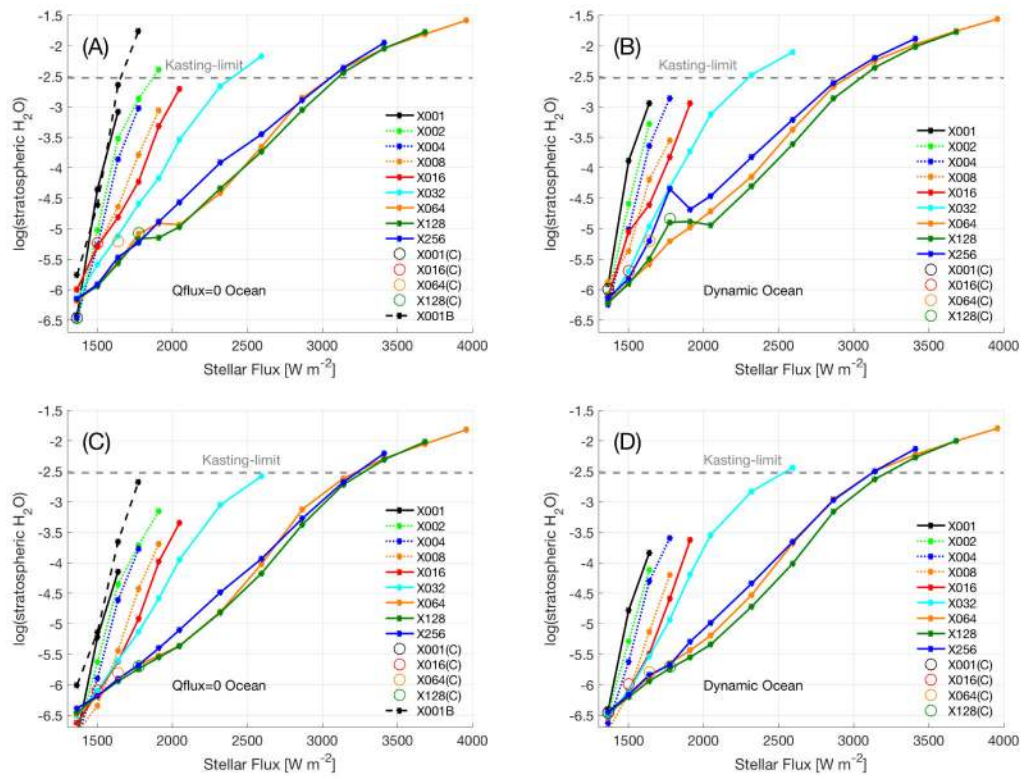 (A)
Kasting-limit
-1.5
-2
-2.5
-3
-3.5
-4
-4.5
-5
-5.5
-6
-6.5
log(stratospheric H2O)
X001
X002
X004
X008
X016
X032
X064
X128
X256
X001(C)
X016(C)
X064(C)
X128(C)
X001B
Qflux=0 Ocean
1500 2000 2500 3000 3500 4000
Stellar Flux [W m-2]
(B)
Kasting-limit
-1.5
-2
-2.5
-3
-3.5
-4
-4.5
-5
-5.5
-6
-6.5
log(stratospheric H2O)
X001
X002
X004
X008
X016
X032
X064
X128
X256
X001(C)
X016(C)
X064(C)
X128(C)
Dynamic Ocean
1500 2000 2500 3000 3500 4000
Stellar Flux [W m-2]
(C)
Kasting-limit
-1.5
-2
-2.5
-3
-3.5
-4
-4.5
-5
-5.5
-6
-6.5
log(stratospheric H2O)
X001
X002
X004
X008
X016
X032
X064
X128
X256
X001(C)
X016(C)
X064(C)
X128(C)
X001B
Qflux=0 Ocean
1500 2000 2500 3000 3500 4000
Stellar Flux [W m-2]
(D)
Kasting-limit
-1.5
-2
-2.5
-3
-3.5
-4
-4.5
-5
-5.5
-6
-6.5
log(stratospheric H2O)
X001
X002
X004
X008
X016
X032
X064
X128
X256
X001(C)
X016(C)
X064(C)
X128(C)
Dynamic Ocean
1500 2000 2500 3000 3500 4000
Stellar Flux [W m-2]